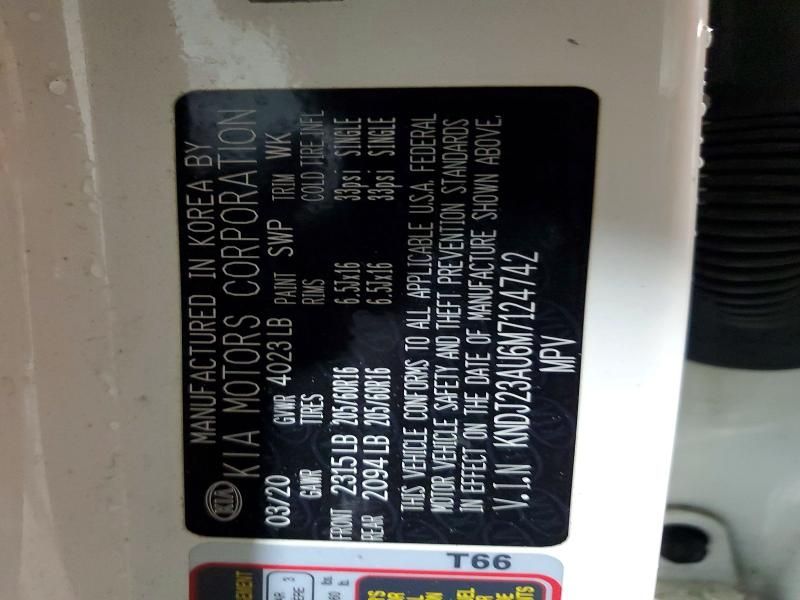 MANUFACTURED IN KOREA BY
KIA KIA MOTORS CORPORATION
03/20 GVWR 4023 LB PAINT SWP TRIM WK
GAWR TIRES RIMS COLD TIRE INFL
FRONT 2315 LB 205/60R16 6.5Jx16 33psi SINGLE
REAR 2094 LB 205/60R16 6.5Jx16 33psi SINGLE
THIS VEHICLE CONFORMS TO ALL APPLICABLE U.S.A. FEDERAL
MOTOR VEHICLE SAFETY AND THEFT PREVENTION STANDARDS
IN EFFECT ON THE DATE OF MANUFACTURE SHOWN ABOVE.
V.I.N KNDJ23AU6M7124742
MPV
T66
3